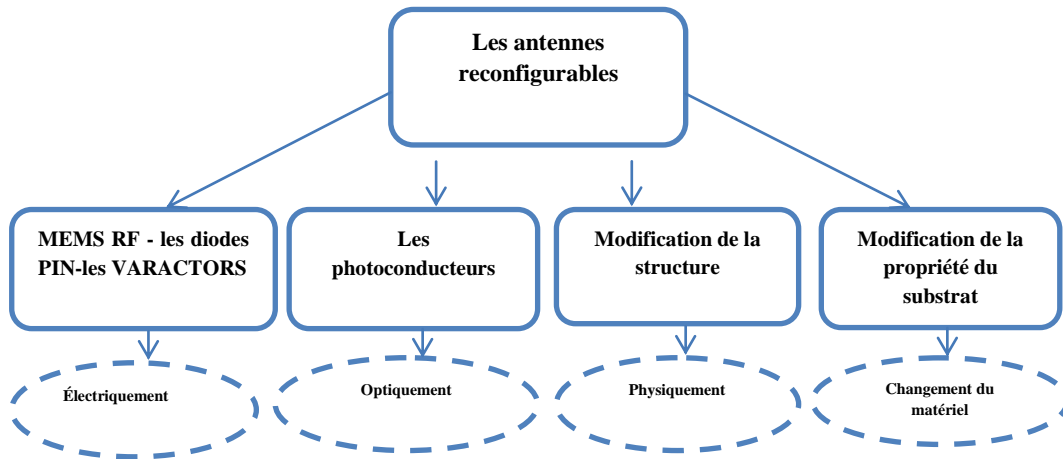 Les antennes
reconfigurables
MEMS RF - les diodes
PIN-les VARACTORS
Les
photoconducteurs
Modification de la
structure
Modification de la
propriété du
substrat
Électriquement
Optiquement
Physiquement
Changement du
matériel